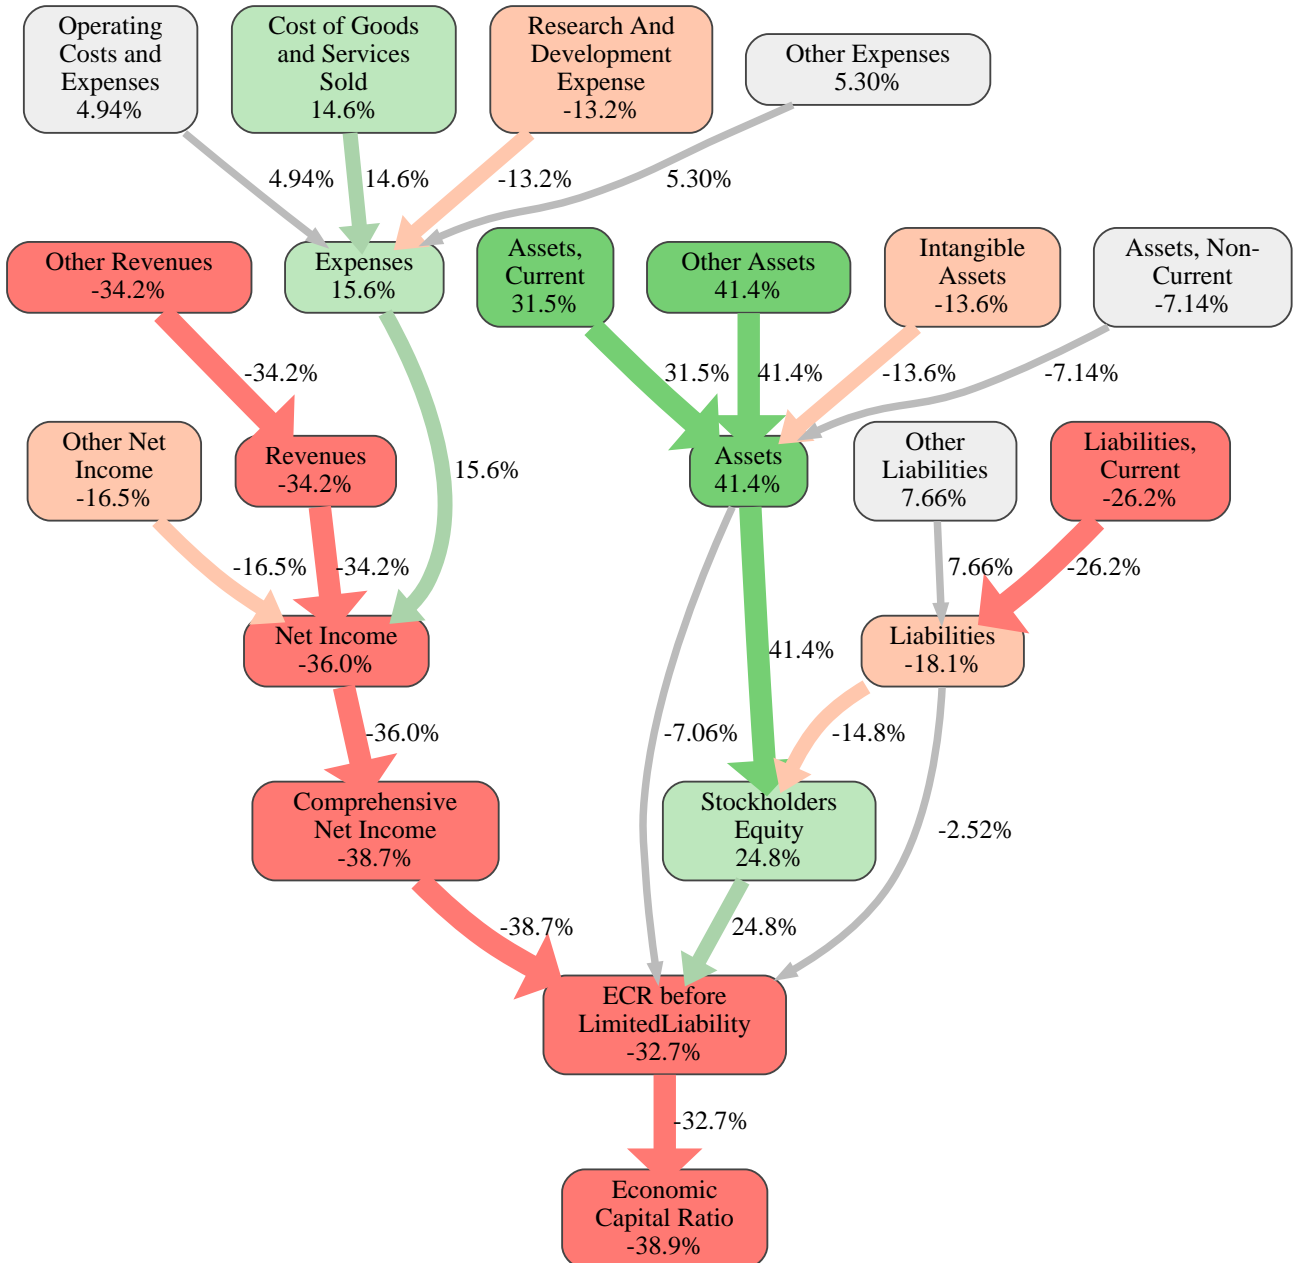 Operating
Costs and
Expenses
4.94%
Cost of Goods
and Services
Sold
14.6%
Research And
Development
Expense
-13.2%
Other Expenses
5.30%
4.94%
14.6%
-13.2%
5.30%
Other Revenues
-34.2%
Expenses
15.6%
Assets,
Current
31.5%
Other Assets
41.4%
Intangible
Assets
-13.6%
Assets, Non-
Current
-7.14%
-34.2%
31.5%
41.4%
-13.6%
-7.14%
Other Net
Income
-16.5%
Revenues
-34.2%
15.6%
Assets
41.4%
Other
Liabilities
7.66%
Liabilities,
Current
-26.2%
-16.5%
-34.2%
7.66%
-26.2%
Net Income
-36.0%
41.4%
Liabilities
-18.1%
-36.0%
-7.06%
-14.8%
Comprehensive
Net Income
-38.7%
Stockholders
Equity
24.8%
-2.52%
-38.7%
24.8%
ECR before
LimitedLiability
-32.7%
-32.7%
Economic
Capital Ratio
-38.9%